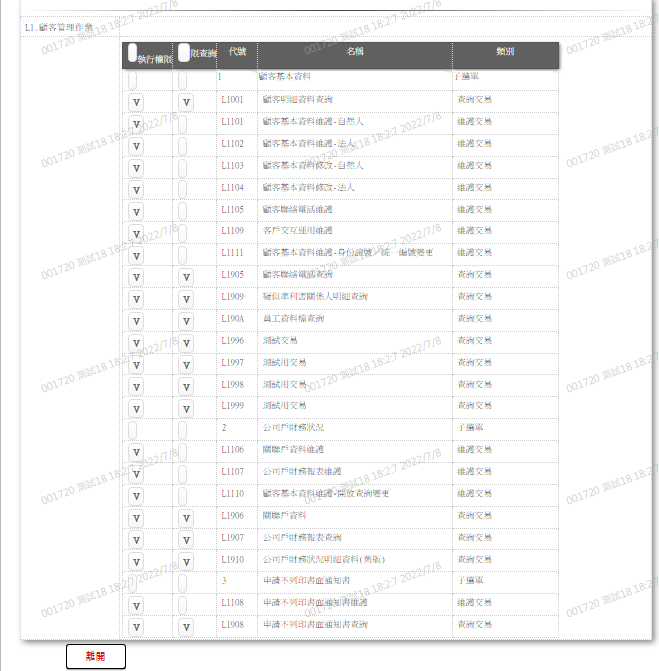 L1.顧客管理作業
執行權限 限查詢 代號 名稱 類別
1 顧客基本資料 子選單
V V L1001 顧客明細資料查詢 查詢交易
V L1101 顧客基本資料維護-自然人 維護交易
V L1102 顧客基本資料維護-法人 維護交易
V L1103 顧客基本資料修改-自然人 維護交易
V L1104 顧客基本資料修改-法人 維護交易
V L1105 顧客聯絡電話維護 維護交易
V L1109 客戶交互運用維護 維護交易
V L1111 顧客基本資料維護-身份證號／統一編號變更 維護交易
V V L1905 顧客聯絡電話查詢 查詢交易
V V L1909 疑似準利害關係人明細查詢 查詢交易
V V L190A 員工資料檔查詢 查詢交易
V V L1996 測試交易 查詢交易
V V L1997 測試用交易 查詢交易
V V L1998 測試用交易 查詢交易
V V L1999 測試用交易 查詢交易
2 公司戶財務狀況 子選單
V L1106 關聯戶資料維護 維護交易
V L1107 公司戶財務報表維護 維護交易
V L1110 顧客基本資料維護-開放查詢變更 維護交易
V V L1906 關聯戶資料 查詢交易
V V L1907 公司戶財務報表查詢 查詢交易
V V L1910 公司戶財務狀況明細資料(舊版) 查詢交易
3 申請不列印書面通知書 子選單
V L1108 申請不列印書面通知書維護 維護交易
V V L1908 申請不列印書面通知書查詢 查詢交易
離開
001720 測試18 18:2:7 2022/7/8